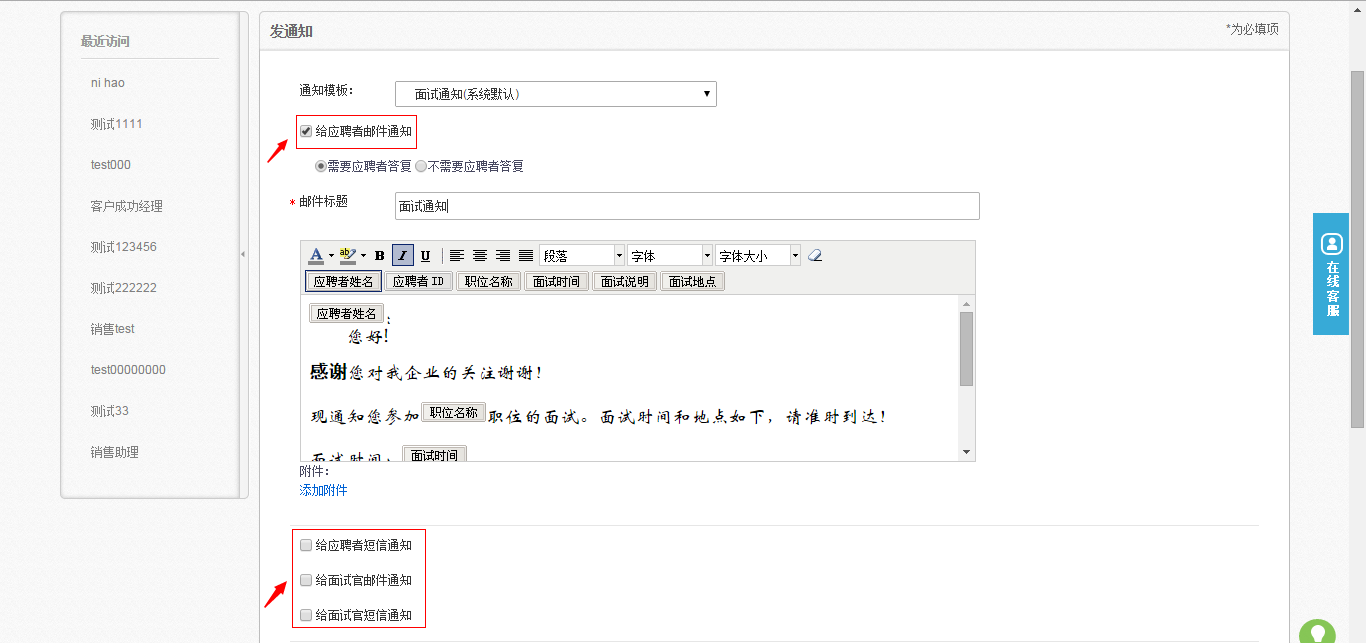 最近访问
ni hao
测试1111
test000
客户成功经理
测试123456
测试222222
销售test
test00000000
测试33
销售助理
发通知
*为必填项
通知模板：
面试通知(系统默认)
给应聘者邮件通知
需要应聘者答复 不需要应聘者答复
* 邮件标题
面试通知
A ab B I U 段落 字体 字体大小
应聘者姓名 应聘者 ID 职位名称 面试时间 面试说明 面试地点
应聘者姓名 ：
您好！
感谢您对我企业的关注谢谢！
现通知您参加 职位名称 职位的面试。面试时间和地点如下，请准时到达！
面试时间： 面试时间
附件：
添加附件
给应聘者短信通知
给面试官邮件通知
给面试官短信通知
在线客服